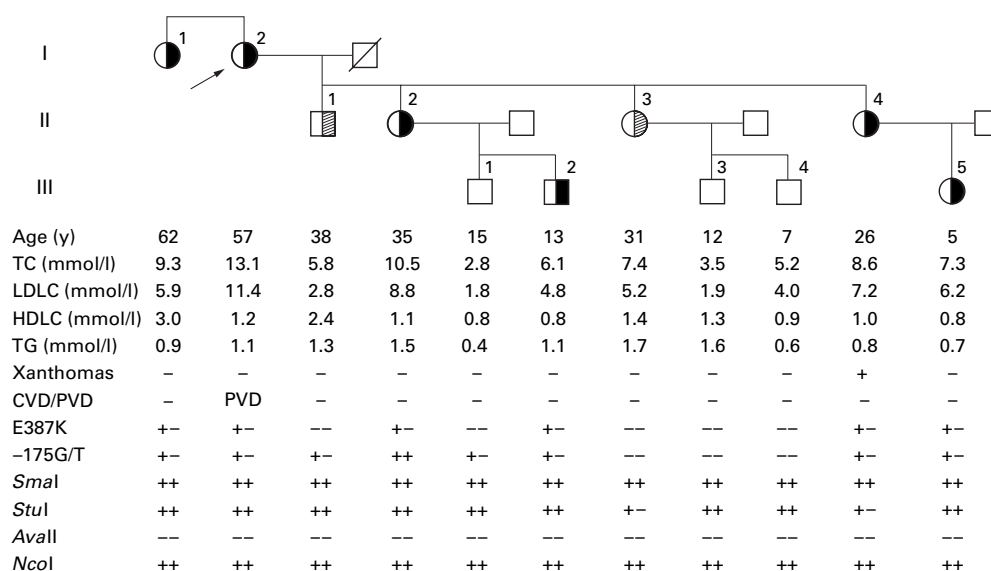 1 2
I
1 2 3 4
II
1 2 3 4 5
III
Age (y) 62 57 38 35 15 13 31 12 7 26 5
TC (mmol/l) 9.3 13.1 5.8 10.5 2.8 6.1 7.4 3.5 5.2 8.6 7.3
LDLC (mmol/l) 5.9 11.4 2.8 8.8 1.8 4.8 5.2 1.9 4.0 7.2 6.2
HDLC (mmol/l) 3.0 1.2 2.4 1.1 0.8 0.8 1.4 1.3 0.9 1.0 0.8
TG (mmol/l) 0.9 1.1 1.3 1.5 0.4 1.1 1.7 1.6 0.6 0.8 0.7
Xanthomas – – – – – – – – – + –
CVD/PVD – PVD – – – – – – – – –
E387K +– +– –– +– –– +– –– –– –– +– +–
–175G/T +– +– +– ++ +– +– –– –– –– +– +–
SmaI ++ ++ ++ ++ ++ ++ ++ ++ ++ ++ ++
StuI ++ ++ ++ ++ ++ ++ +– ++ ++ +– ++
AvaII –– –– –– –– –– –– –– –– –– –– ––
NcoI ++ ++ ++ ++ ++ ++ ++ ++ ++ ++ ++